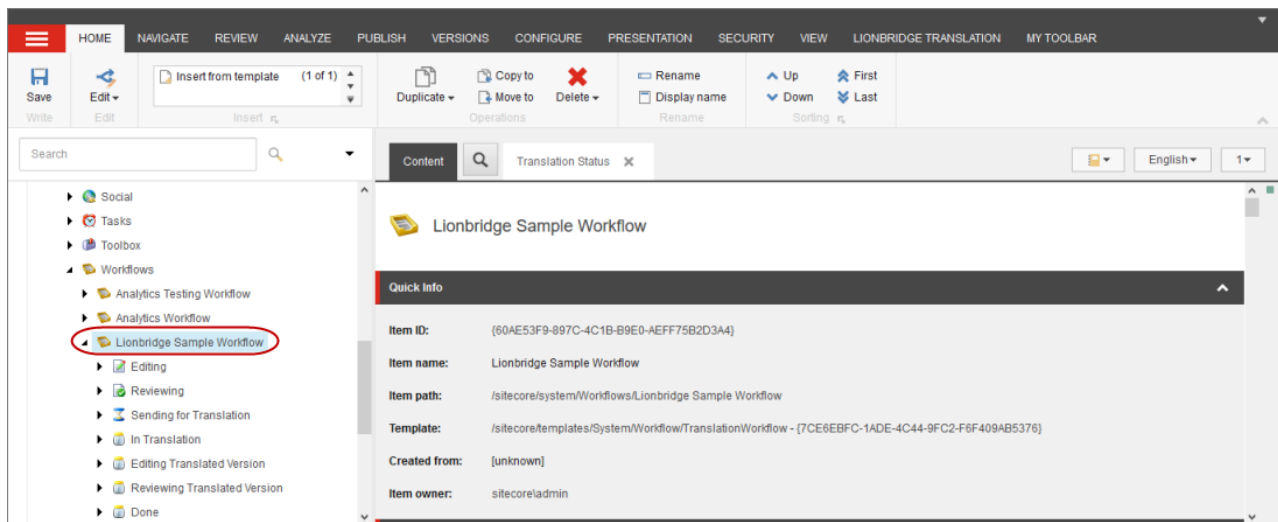 HOME NAVIGATE REVIEW ANALYZE PUBLISH VERSIONS CONFIGURE PRESENTATION SECURITY VIEW LIONBRIDGE TRANSLATION MY TOOLBAR
Save
Write
Edit
Edit
Insert from template (1 of 1)
Insert
Duplicate
Copy to
Move to
Delete
Operations
Rename
Display name
Rename
Up
Down
First
Last
Sorting
Search
Content
Translation Status
English
1
Social
Tasks
Toolbox
Workflows
Analytics Testing Workflow
Analytics Workflow
Lionbridge Sample Workflow
Editing
Reviewing
Sending for Translation
In Translation
Editing Translated Version
Reviewing Translated Version
Done
Lionbridge Sample Workflow
Quick Info
Item ID: {60AE53F9-897C-4C1B-B9E0-AEFF75B2D3A4}
Item name: Lionbridge Sample Workflow
Item path: /sitecore/system/Workflows/Lionbridge Sample Workflow
Template: /sitecore/templates/System/Workflow/TranslationWorkflow - {7CE6EBFC-1ADE-4C44-9FC2-F6F409AB5376}
Created from: [unknown]
Item owner: sitecore\admin